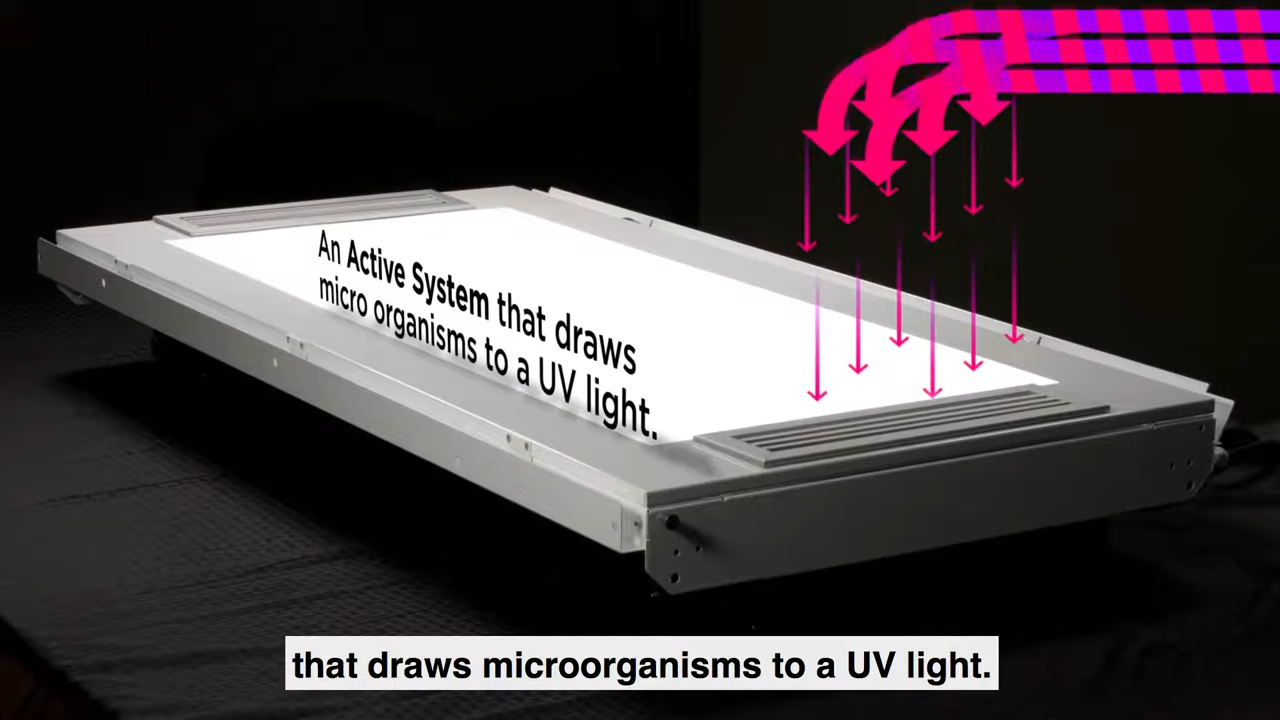 An Active System that draws
micro organisms to a UV light.
that draws microorganisms to a UV light.